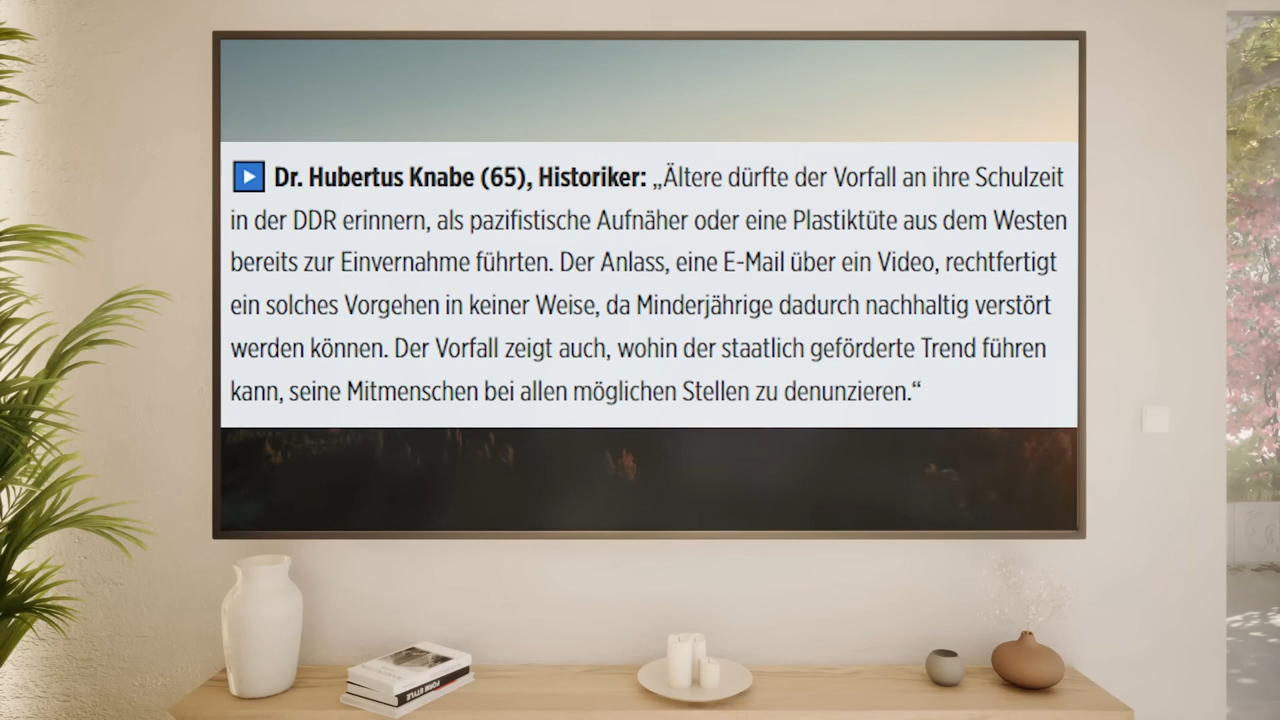 Dr. Hubertus Knabe (65), Historiker: „Ältere dürfte der Vorfall an ihre Schulzeit
in der DDR erinnern, als pazifistische Aufnäher oder eine Plastiktüte aus dem Westen
bereits zur Einvernahme führten. Der Anlass, eine E-Mail über ein Video, rechtfertigt
ein solches Vorgehen in keiner Weise, da Minderjährige dadurch nachhaltig verstört
werden können. Der Vorfall zeigt auch, wohin der staatlich geförderte Trend führen
kann, seine Mitmenschen bei allen möglichen Stellen zu denunzieren.“
FORM STYLE